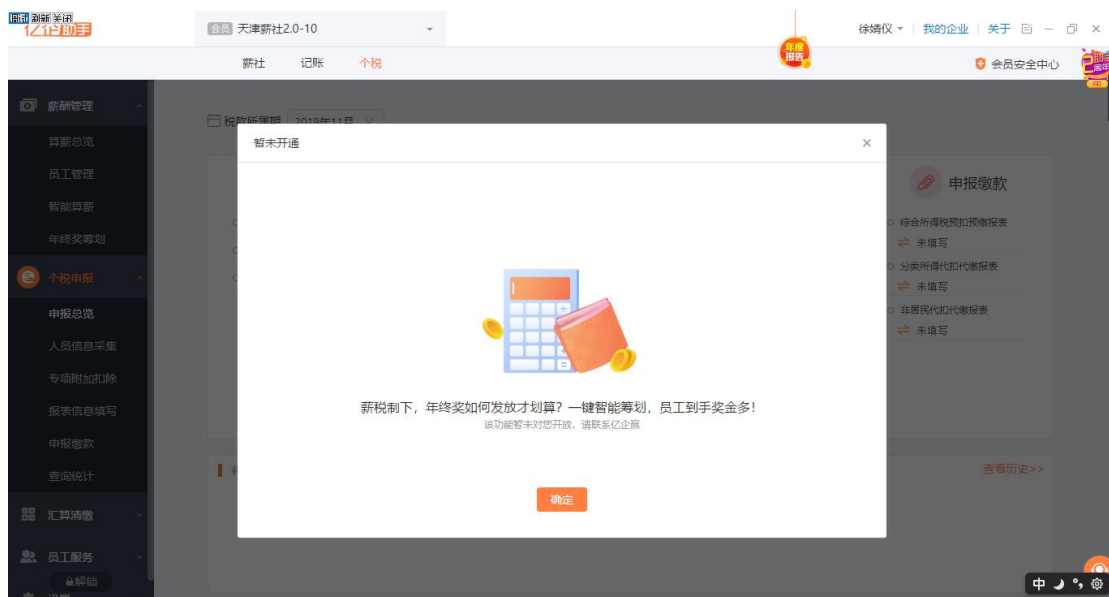 调试 刷新 关闭
亿企助手
会员 天津薪社2.0-10
徐婧仪
我的企业
关于
年度
报告
薪社
记账
个税
会员安全中心
GO
薪酬管理
算薪总览
员工管理
智能算薪
年终奖筹划
个税申报
申报总览
人员信息采集
专项附加扣除
报表信息填写
申报缴款
查询统计
汇算清缴
员工服务
解锁
税款所属期 2019年11月
暂未开通
薪税制下，年终奖如何发放才划算？一键智能筹划，员工到手奖金多！
该功能暂未对您开放，请联系亿企赢
确定
申报缴款
综合所得税预扣预缴报表
未填写
分类所得代扣代缴报表
未填写
非居民代扣代缴报表
未填写
查看历史>>
中